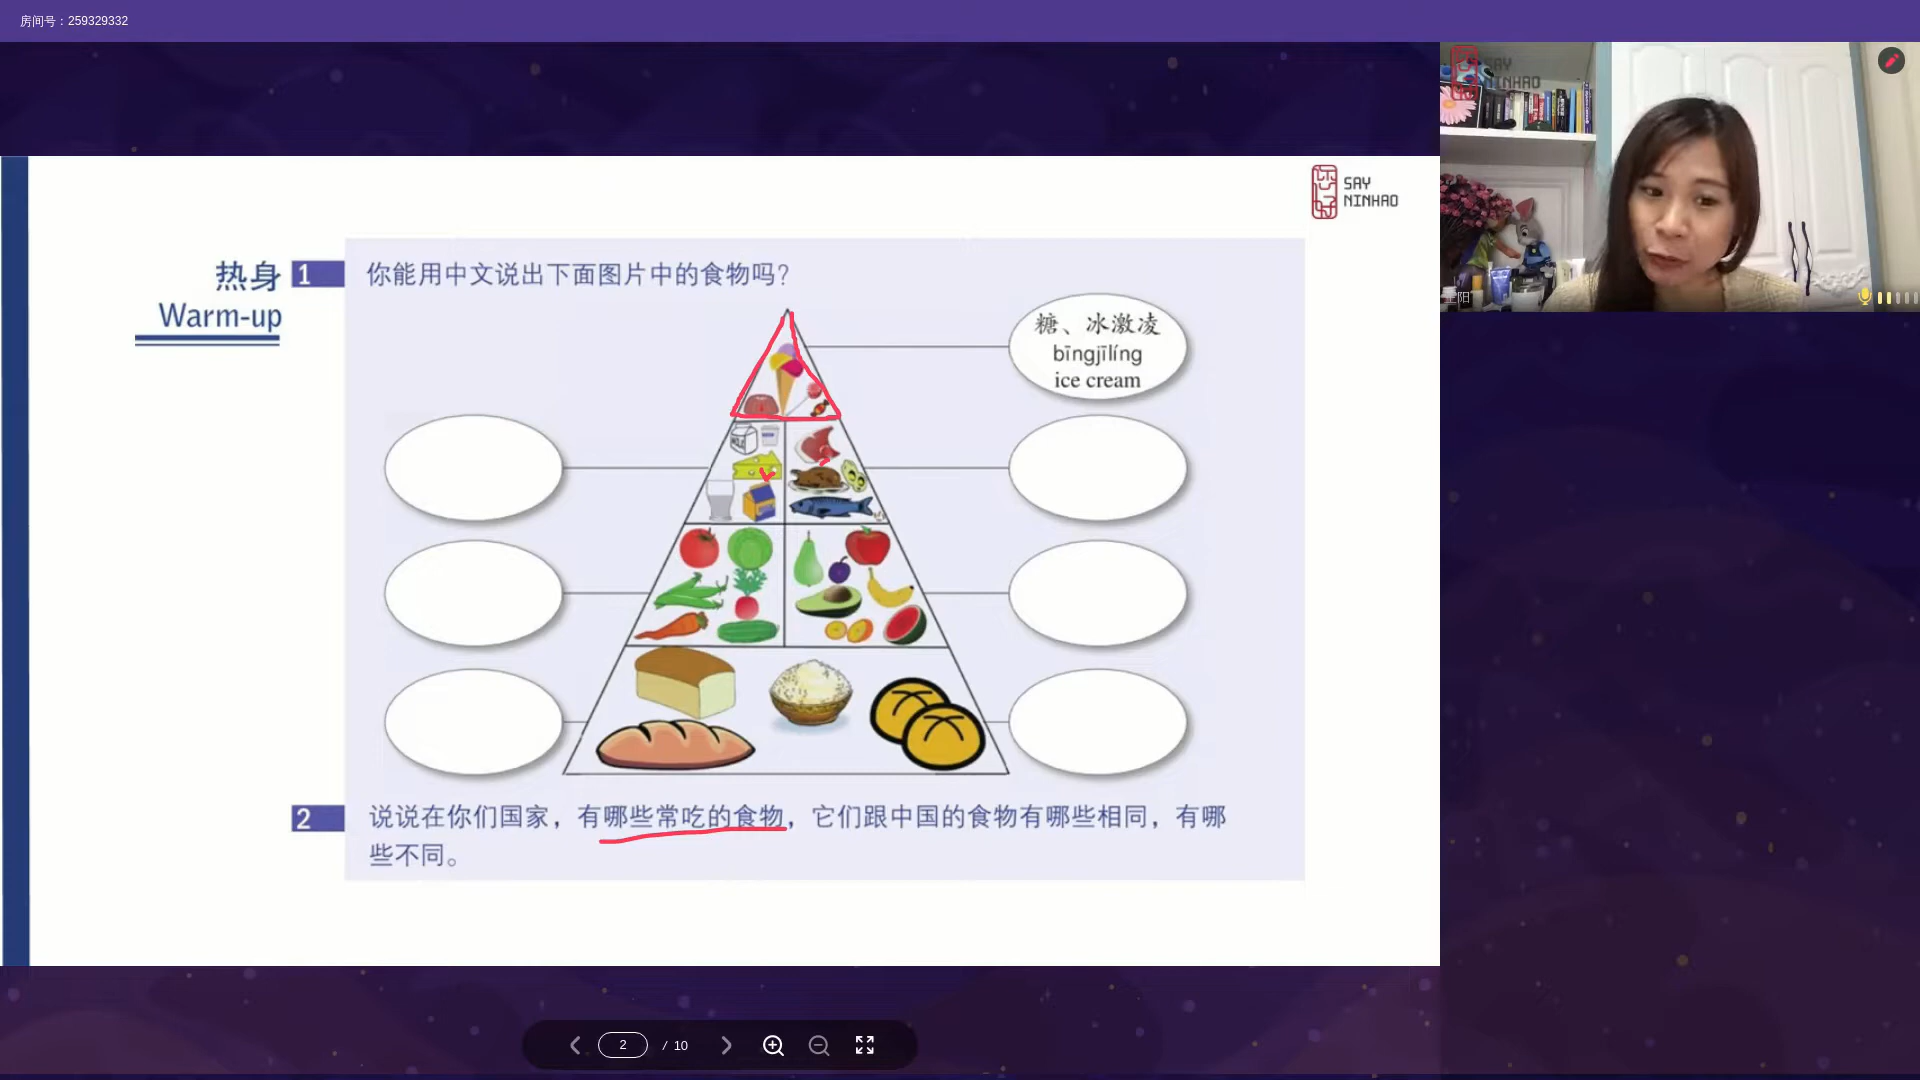 房间号：259329332
SAY
NINHAO
SAY
NINHAO
热身
Warm-up
1
你能用中文说出下面图片中的食物吗？
糖、冰激凌
bīngjīlíng
ice cream
2
说说在你们国家，有哪些常吃的食物，它们跟中国的食物有哪些相同，有哪
些不同。
2 / 10